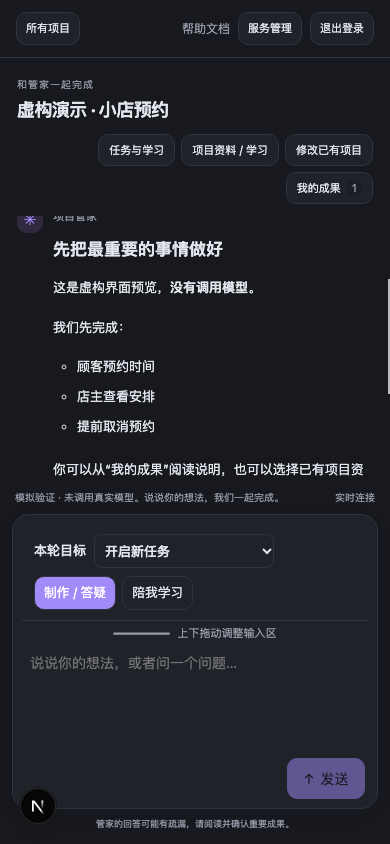 所有项目
帮助文档
服务管理
退出登录
和管家一起完成
虚构演示 · 小店预约
任务与学习
项目资料 / 学习
修改已有项目
我的成果 1
项目管家
先把最重要的事情做好
这是虚构界面预览，没有调用模型。
我们先完成：
顾客预约时间
店主查看安排
提前取消预约
你可以从“我的成果”阅读说明，也可以选择已有项目资
模拟验证 · 未调用真实模型。说说你的想法，我们一起完成。
实时连接
本轮目标
开启新任务
制作 / 答疑
陪我学习
上下拖动调整输入区
说说你的想法，或者问一个问题...
↑ 发送
N
管家的回答可能有疏漏，请阅读并确认重要成果。